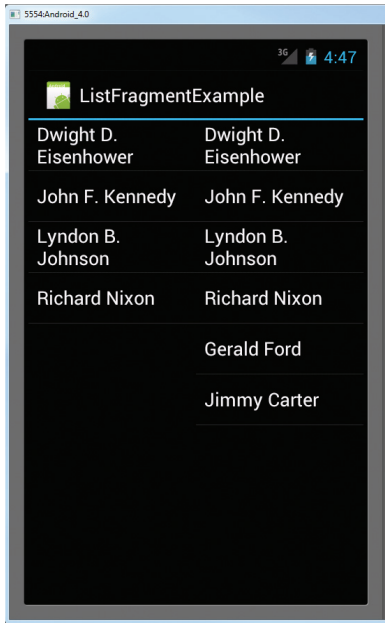 5554:Android_4.0
3G 4:47
ListFragmentExample
Dwight D.
Eisenhower
John F. Kennedy
Lyndon B.
Johnson
Richard Nixon
Dwight D.
Eisenhower
John F. Kennedy
Lyndon B.
Johnson
Richard Nixon
Gerald Ford
Jimmy Carter